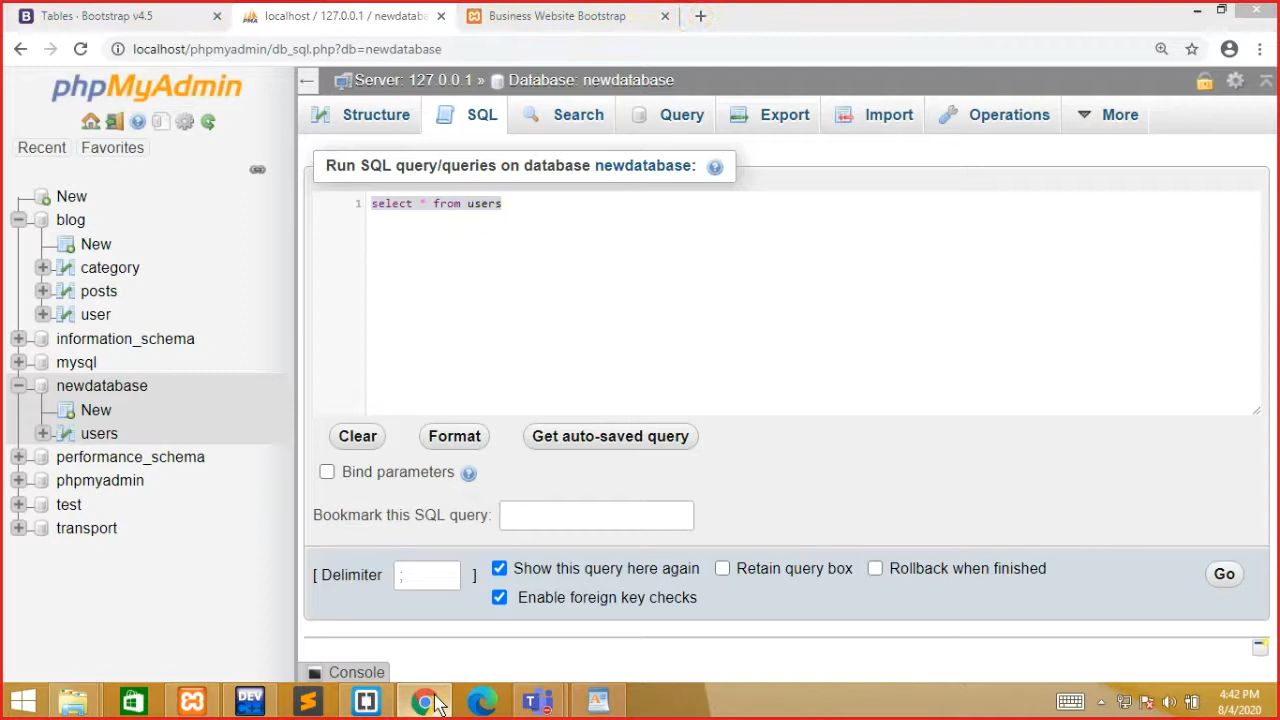 Tables · Bootstrap v4.5
localhost / 127.0.0.1 / newdataba
Business Website Bootstrap
localhost/phpmyadmin/db_sql.php?db=newdatabase
phpMyAdmin
Recent
Favorites
New
blog
New
category
posts
user
information_schema
mysql
newdatabase
New
users
performance_schema
phpmyadmin
test
transport
Server: 127.0.0.1 » Database: newdatabase
Structure
SQL
Search
Query
Export
Import
Operations
More
Run SQL query/queries on database newdatabase:
1 select * from users
Clear
Format
Get auto-saved query
Bind parameters
Bookmark this SQL query:
[ Delimiter ; ]
Show this query here again
Retain query box
Rollback when finished
Enable foreign key checks
Go
Console
DEV
4:42 PM
8/4/2020